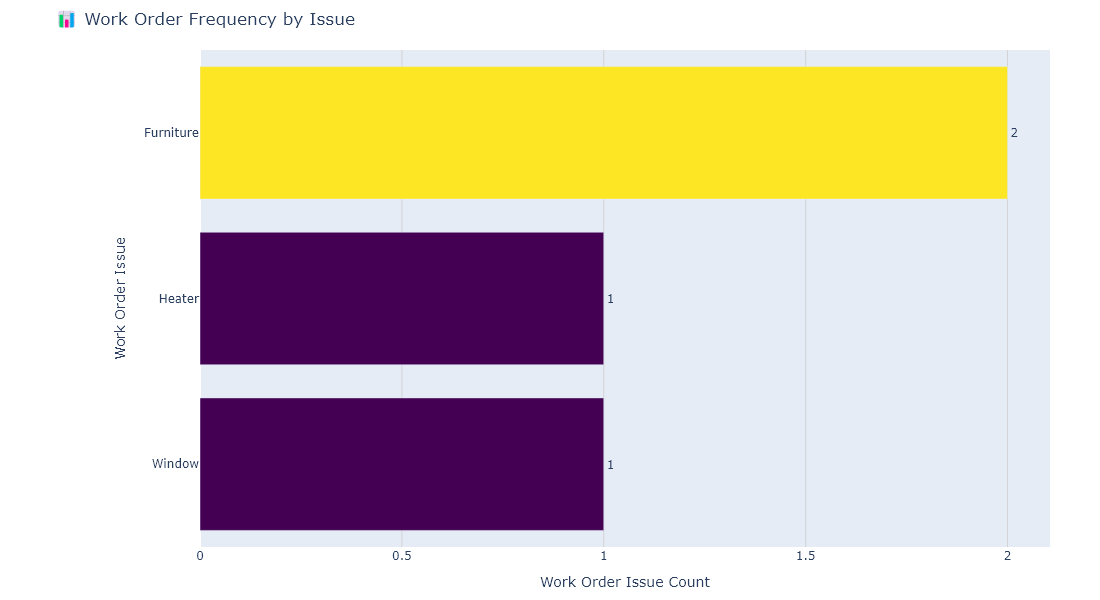 📊 Work Order Frequency by Issue
Work Order Issue
Furniture
2
Heater
1
Window
1
0 0.5 1 1.5 2
Work Order Issue Count